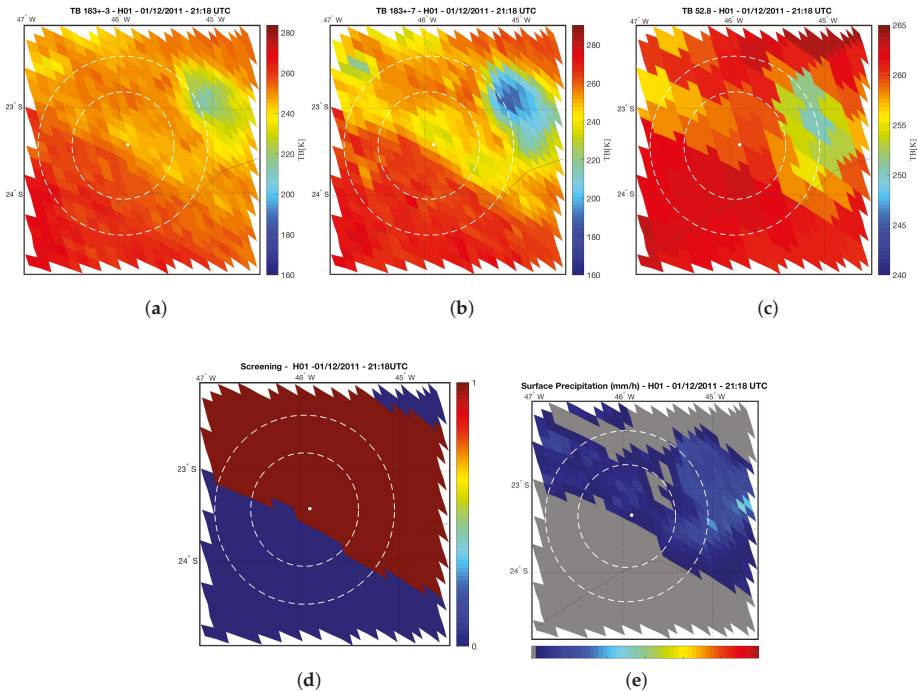 TB 183+-3 - H01 - 01/12/2011 - 21:18 UTC
47° W 46° W 45° W
23° S
24° S
280
260
240
220
200
180
160
TB[K]
(a)
TB 183+-7 - H01 - 01/12/2011 - 21:18 UTC
47° W 46° W 45° W
23° S
24° S
280
260
240
220
200
180
160
TB[K]
(b)
TB 52.8 - H01 - 01/12/2011 - 21:18 UTC
47° W 46° W 45° W
23° S
24° S
265
260
255
250
245
240
TB[K]
(c)
Screening - H01 -01/12/2011 - 21:18UTC
47° W 46° W 45° W
23° S
24° S
1
0
(d)
Surface Precipitation (mm/h) - H01 - 01/12/2011 - 21:18 UTC
47° W 46° W 45° W
23° S
24° S
(e)